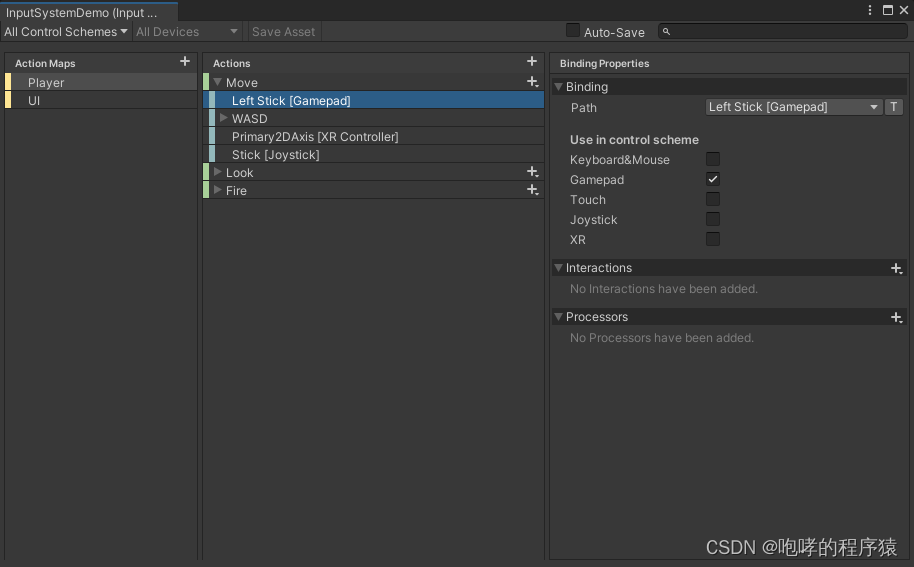 InputSystemDemo (Input ...
All Control Schemes All Devices Save Asset Auto-Save
Action Maps
Player
UI
Actions
Move
Left Stick [Gamepad]
WASD
Primary2DAxis [XR Controller]
Stick [Joystick]
Look
Fire
Binding Properties
Binding
Path Left Stick [Gamepad] T
Use in control scheme
Keyboard&Mouse
Gamepad
Touch
Joystick
XR
Interactions
No Interactions have been added.
Processors
No Processors have been added.
CSDN @咆哮的程序猿